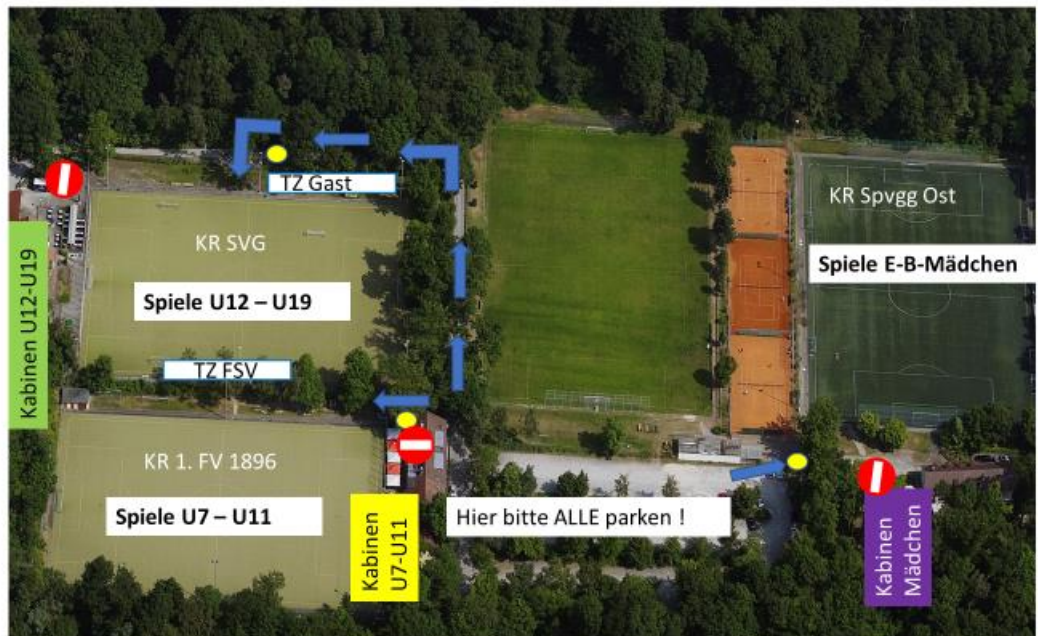 TZ Gast
KR Spvgg Ost
KR SVG
Spiele E-B-Mädchen
Kabinen U12-U19
Spiele U12 – U19
TZ FSV
KR 1. FV 1896
Spiele U7 – U11
Kabinen
U7-U11
Hier bitte ALLE parken !
Kabinen
Mädchen